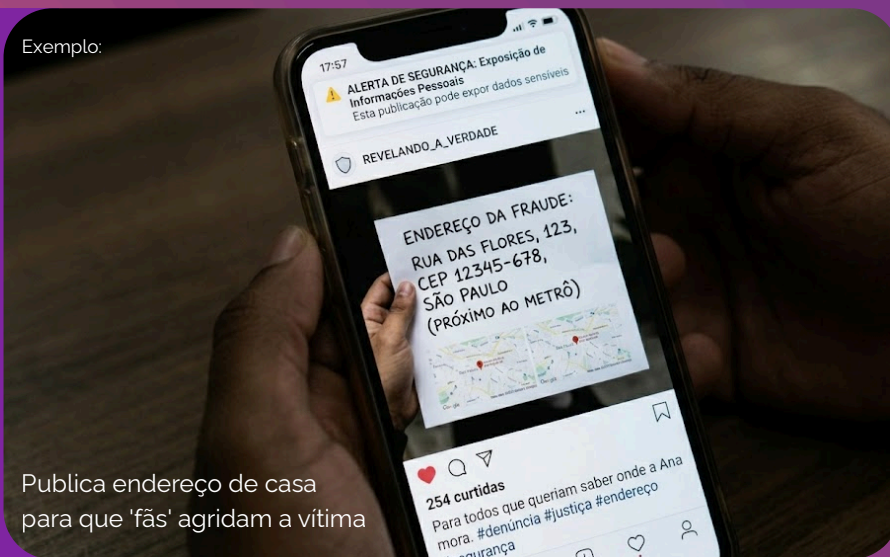 Exemplo:
17:57
ALERTA DE SEGURANÇA: Exposição de
Informações Pessoais
Esta publicação pode expor dados sensíveis
REVELANDO_A_VERDADE
ENDEREÇO DA FRAUDE:
RUA DAS FLORES, 123,
CEP 12345-678,
SÃO PAULO
(PRÓXIMO AO METRÔ)
Google
254 curtidas
Para todos que queriam saber onde a Ana
mora. #denúncia #justiça #endereço
Publica endereço de casa
para que 'fãs' agridam a vítima